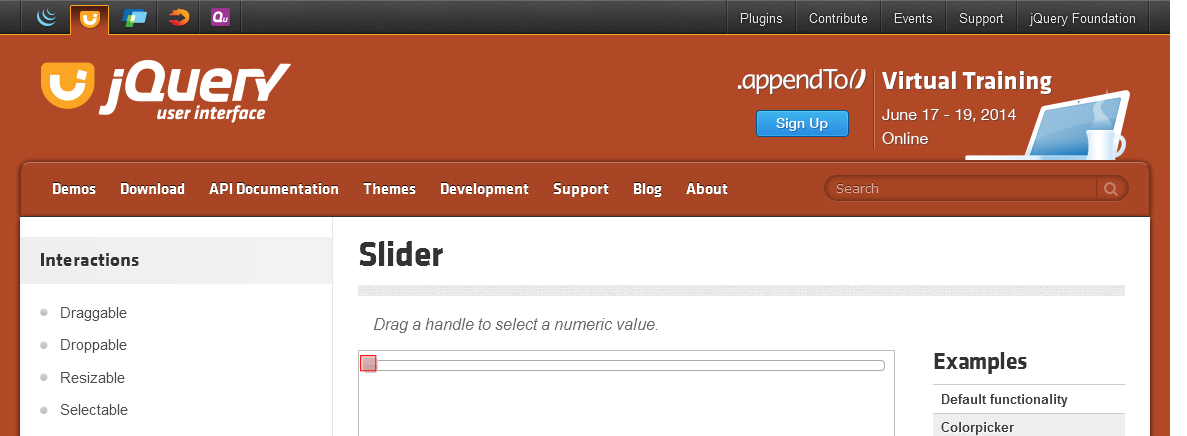 Qu
Plugins
Contribute
Events
Support
jQuery Foundation
jQuery
user interface
.appendTo()
Sign Up
Virtual Training
June 17 - 19, 2014
Online
Demos
Download
API Documentation
Themes
Development
Support
Blog
About
Search
Interactions
Draggable
Droppable
Resizable
Selectable
Slider
Drag a handle to select a numeric value.
Examples
Default functionality
Colorpicker